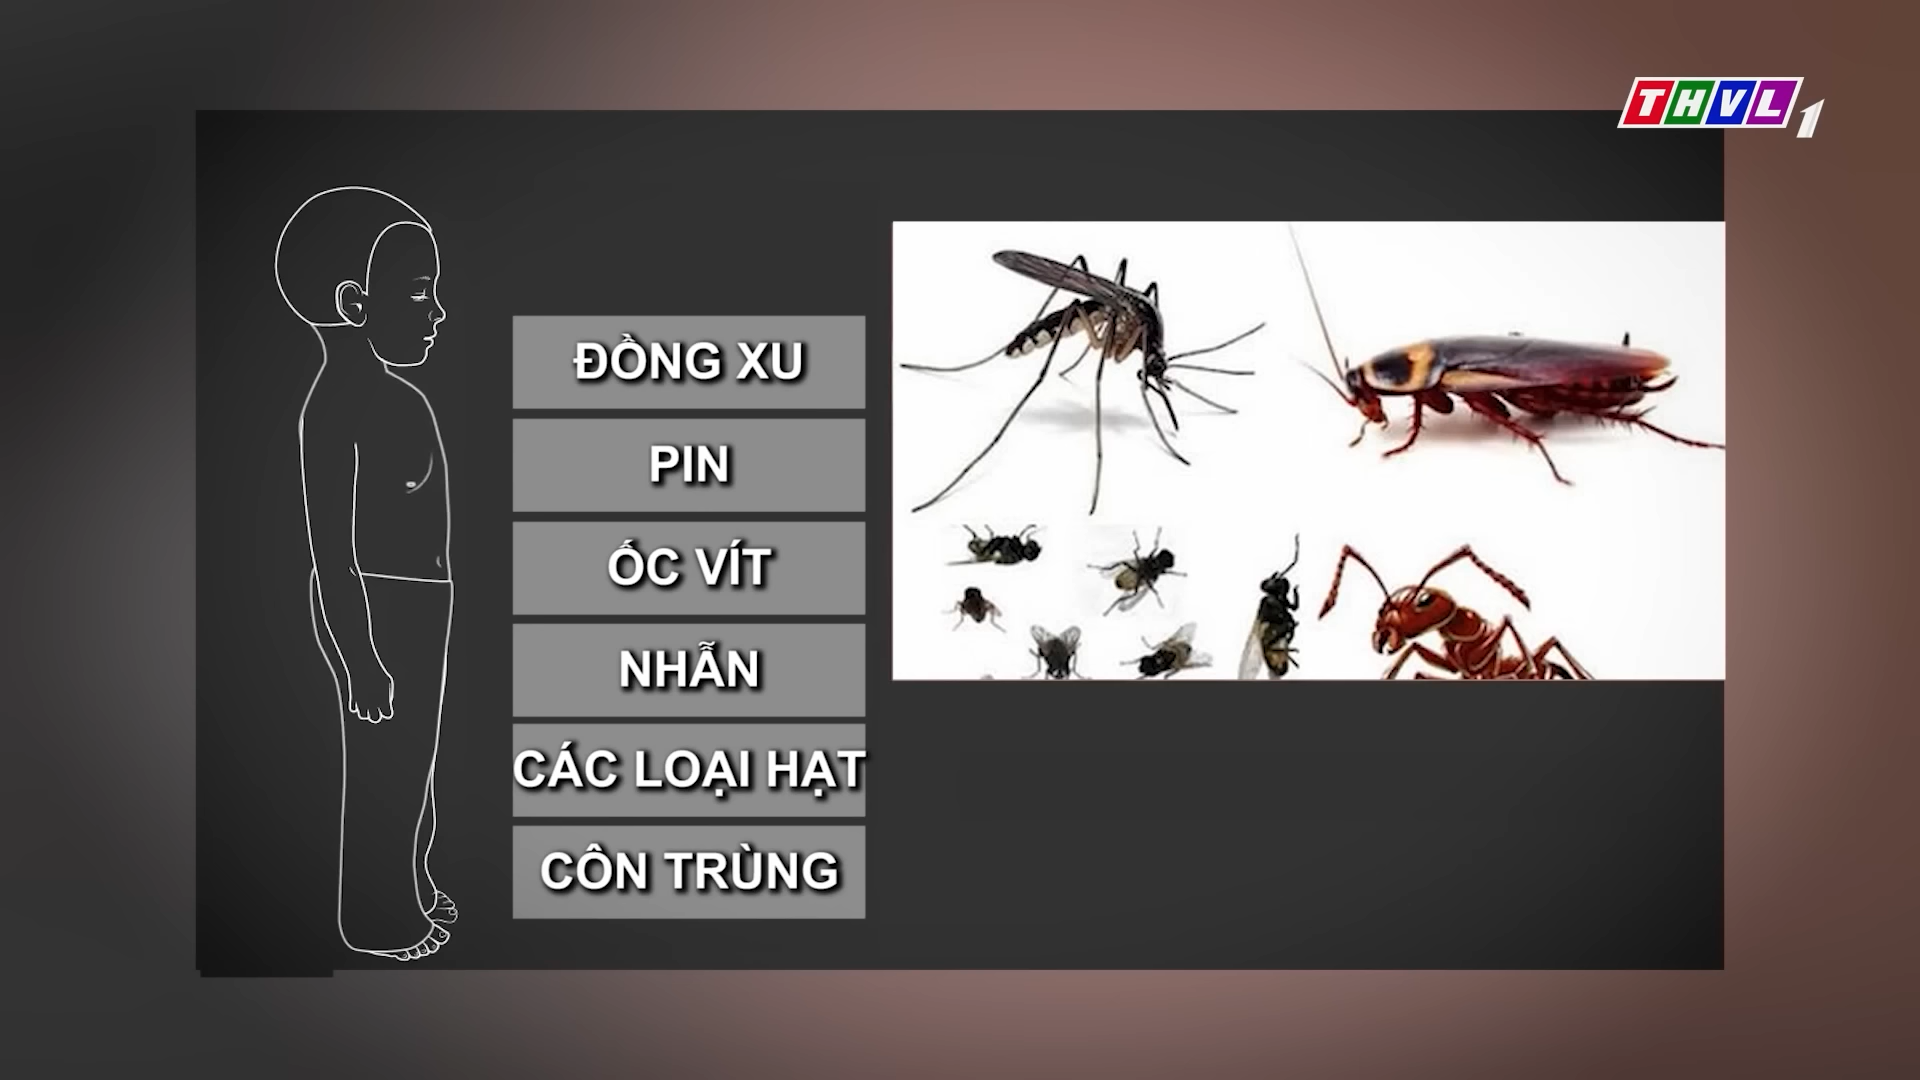 THVL1
ĐỒNG XU
PIN
ỐC VÍT
NHẪN
CÁC LOẠI HẠT
CÔN TRÙNG